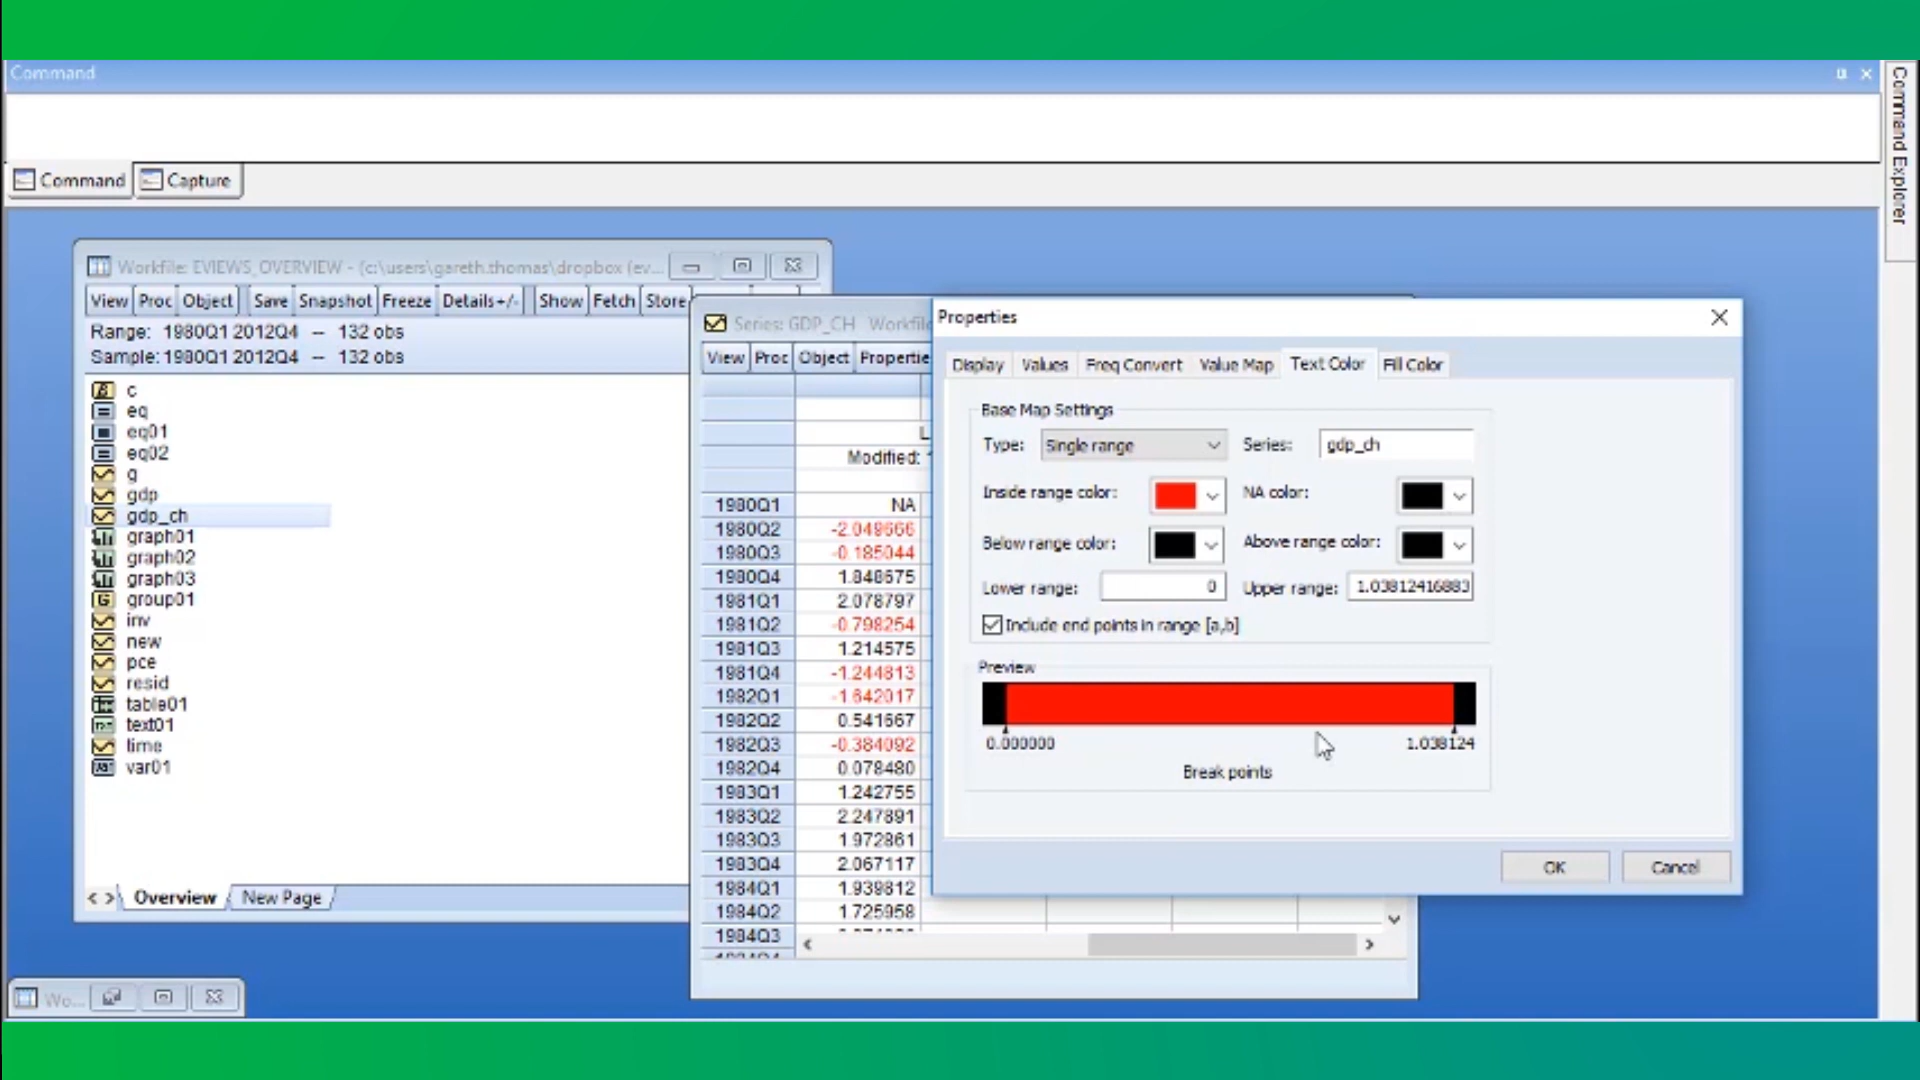 Command
Command Explorer
Command
Capture
Workfile: EVIEWS_OVERVIEW - (c:\users\gareth.thomas\dropbox (ev...
View Proc Object Save Snapshot Freeze Details+/- Show Fetch Store
Range: 1980Q1 2012Q4 -- 132 obs
Sample: 1980Q1 2012Q4 -- 132 obs
c
eq
eq01
eq02
g
gdp
gdp_ch
graph01
graph02
graph03
group01
inv
new
pce
resid
table01
text01
time
var01
< > Overview New Page
Wo...
Series: GDP_CH Workfile
View Proc Object Propertie
L
Modified: 1
1980Q1 NA
1980Q2 -2.049666
1980Q3 -0.185044
1980Q4 1.848675
1981Q1 2.078797
1981Q2 -0.798254
1981Q3 1.214575
1981Q4 -1.244813
1982Q1 -1.642017
1982Q2 0.541667
1982Q3 -0.384092
1982Q4 0.078480
1983Q1 1.242755
1983Q2 2.247891
1983Q3 1.972861
1983Q4 2.067117
1984Q1 1.939812
1984Q2 1.725958
1984Q3
Properties
Display Values Freq Convert Value Map Text Color Fill Color
Base Map Settings
Type: Single range Series: gdp_ch
Inside range color: NA color:
Below range color: Above range color:
Lower range: 0 Upper range: 1.03812416883
Include end points in range [a,b]
Preview
0.000000 1.038124
Break points
OK Cancel